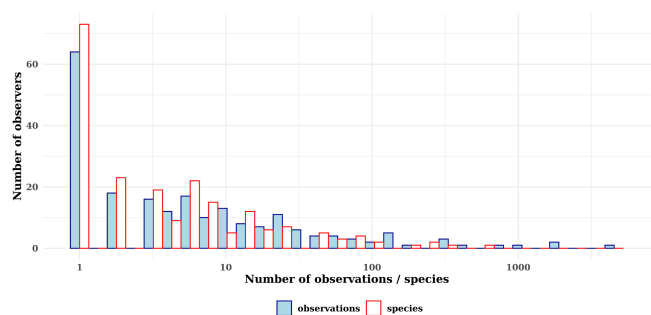 Number of observers
60
40
20
0
1 10 100 1000
Number of observations / species
observations species